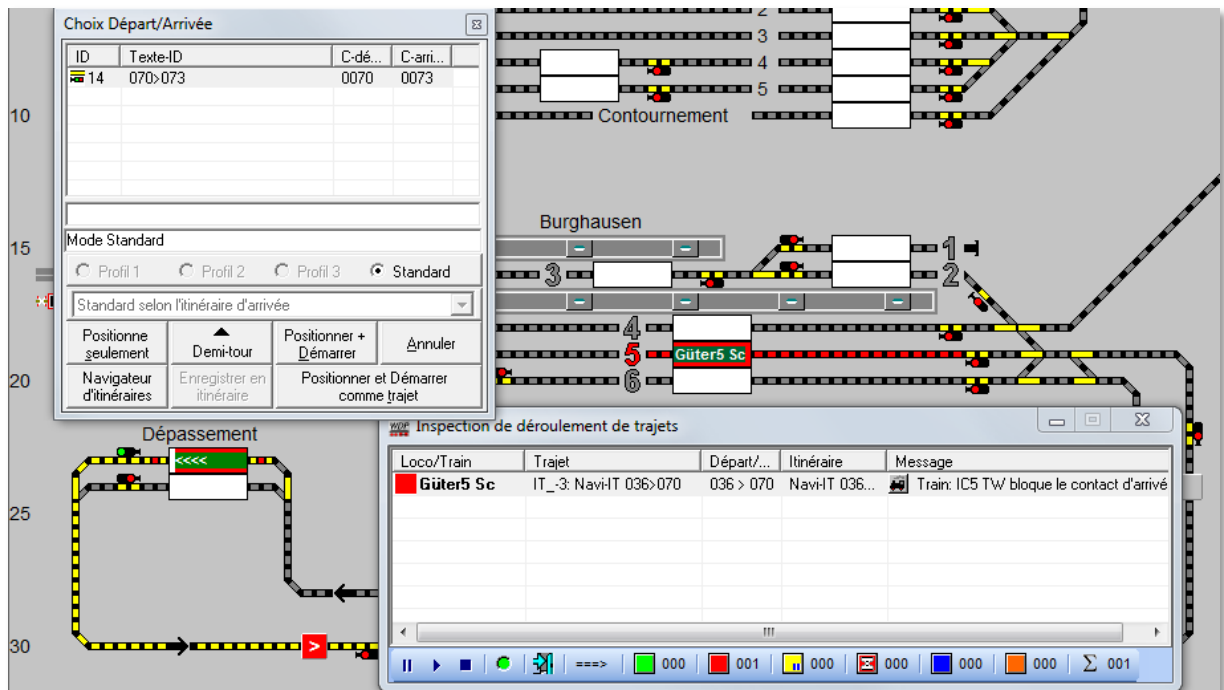 Choix Départ/Arrivée
ID Texte-ID C-dé... C-arri...
14 070>073 0070 0073
Mode Standard
Profil 1 Profil 2 Profil 3 Standard
Standard selon l'itinéraire d'arrivée
Positionne seulement
Demi-tour
Positionner + Démarrer
Annuler
Navigateur d'itinéraires
Enregistrer en itinéraire
Positionner et Démarrer comme trajet
2
3
4
5
10
Contournement
Burghausen
15
1
3
2
4
5 Güter5 Sc
20
6
Dépassement
<<<<
25
30
>
Inspection de déroulement de trajets
Loco/Train Trajet Départ/... Itinéraire Message
Güter5 Sc IT_-3: Navi-IT 036>070 036 > 070 Navi-IT 036... Train: IC5 TW bloque le contact d'arrivé
===> 000 001 000 000 000 000 Σ 001